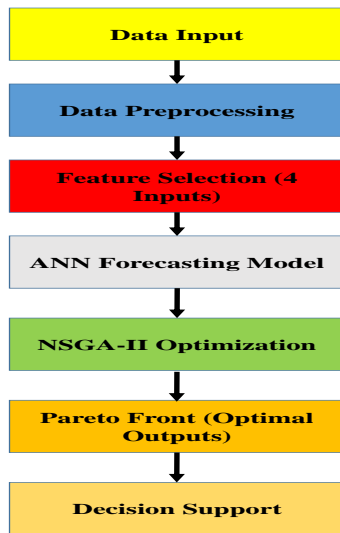 Data Input
Data Preprocessing
Feature Selection (4
Inputs)
ANN Forecasting Model
NSGA-II Optimization
Pareto Front (Optimal
Outputs)
Decision Support